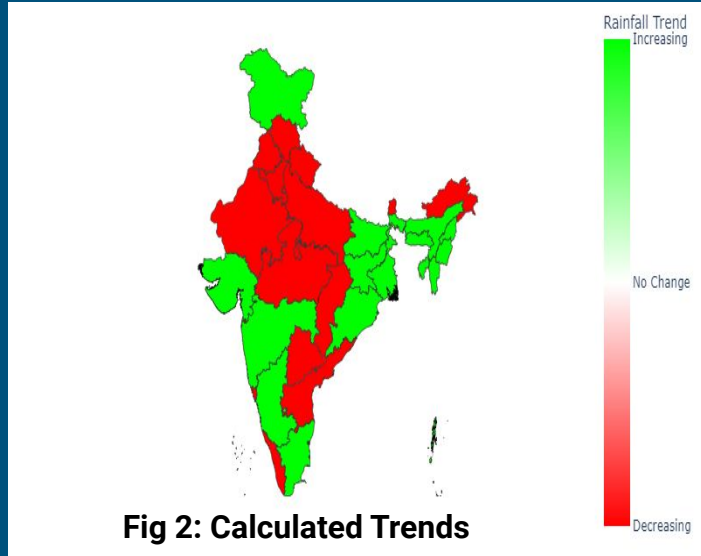 Rainfall Trend
Increasing
No Change
Decreasing
Fig 2: Calculated Trends